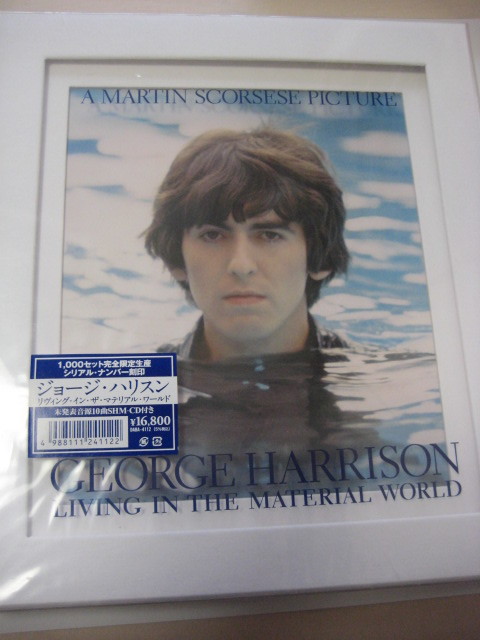 A MARTIN SCORSESE PICTURE
1,000セット完全限定生産
シリアル・ナンバー刻印
ジョージ・ハリスン
リヴィング・イン・ザ・マテリアル・ワールド
未発表音源10曲SHM-CD付き
¥16,800
4 988111 241122
GEORGE HARRISON
LIVING IN THE MATERIAL WORLD